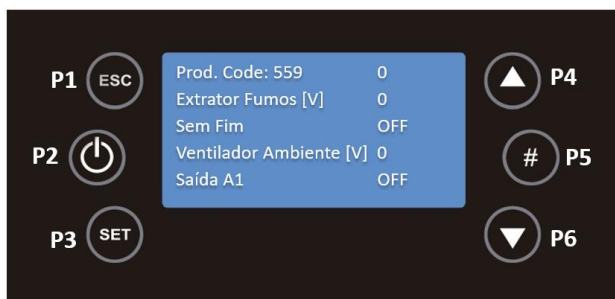 P1 ESC
P2
P3 SET
Prod. Code: 559 0
Extrator Fumos [V] 0
Sem Fim OFF
Ventilador Ambiente [V] 0
Saída A1 OFF
P4
# P5
P6